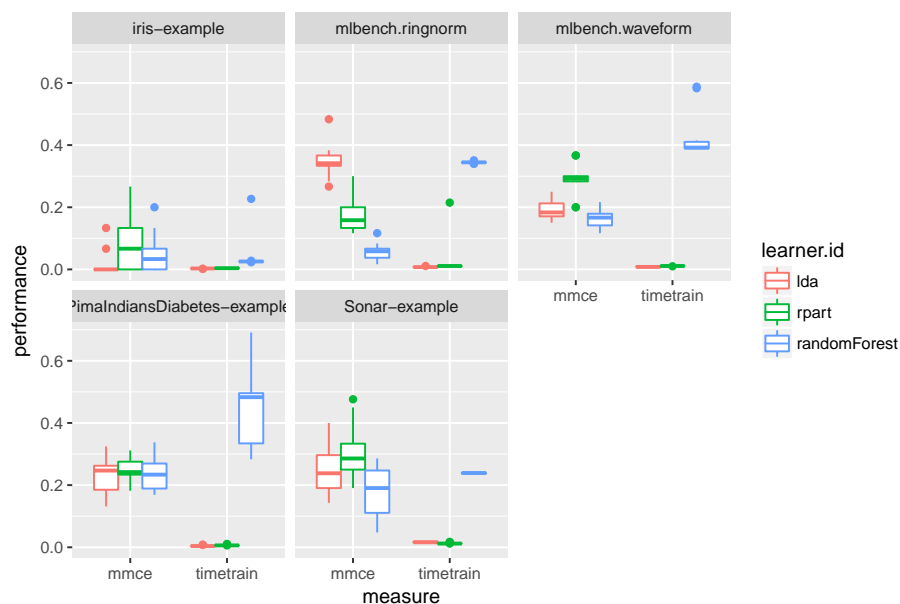 iris−example
mlbench.ringnorm
mlbench.waveform
0.6
0.4
0.2
0.0
mmce
timetrain
PimaIndiansDiabetes−example
Sonar−example
0.6
0.4
0.2
0.0
mmce
timetrain
mmce
timetrain
measure
performance
learner.id
lda
rpart
randomForest